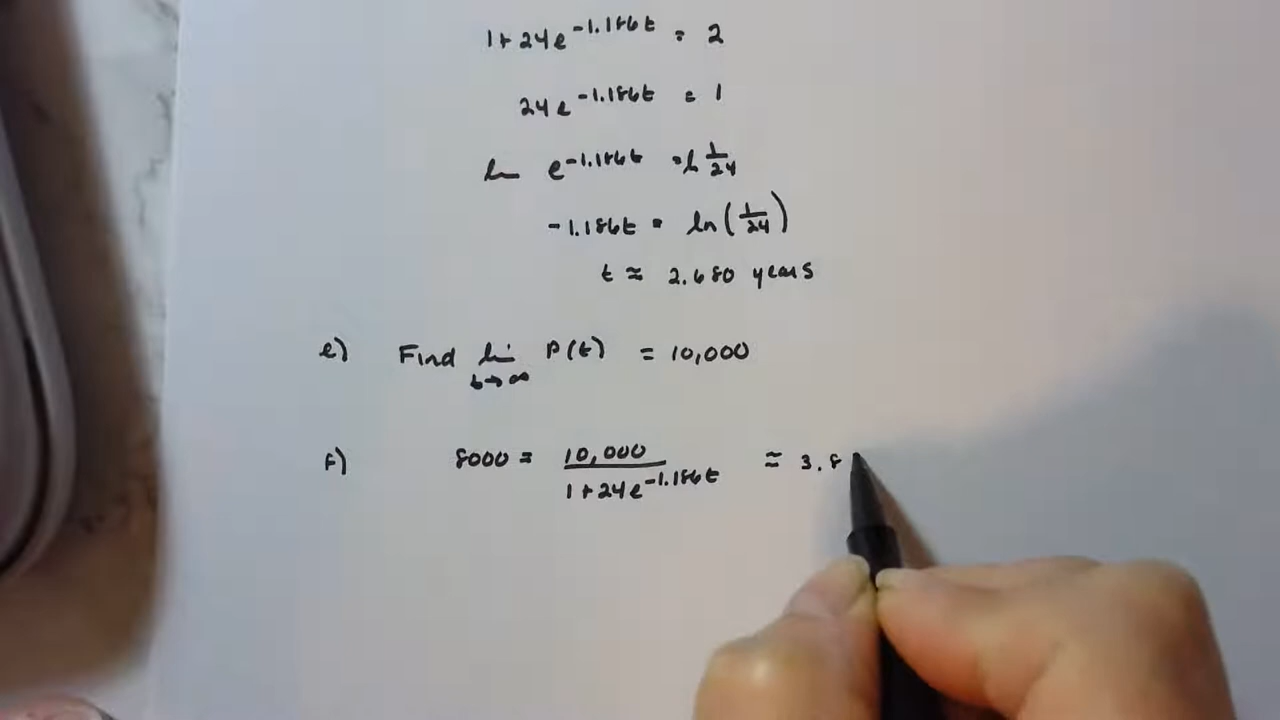 1 + 24e^-1.186t = 2
24e^-1.186t = 1
ln e^-1.186t = ln 1/24
-1.186t = ln(1/24)
t ≈ 2.680 years
e) Find lim t→∞ P(t) = 10,000
f) 8000 = 10,000 / 1 + 24e^-1.186t ≈ 3.8